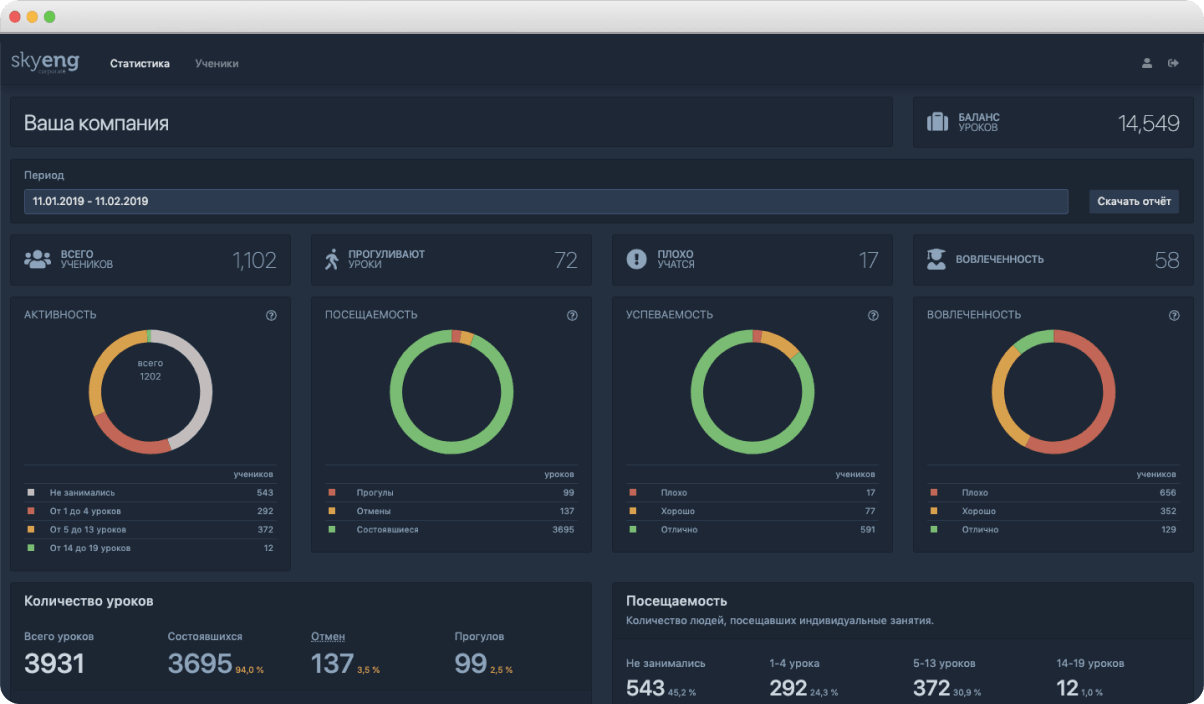 skyeng
Статистика
Ученики
Ваша компания
БАЛАНС
УРОКОВ
14,549
Период
11.01.2019 - 11.02.2019
Скачать отчёт
ВСЕГО
УЧЕНИКОВ
1,102
ПРОГУЛИВАЮТ
УРОКИ
72
ПЛОХО
УЧАТСЯ
17
ВОВЛЕЧЕННОСТЬ
58
АКТИВНОСТЬ
всего
1202
учеников
Не занимались 543
От 1 до 4 уроков 292
От 5 до 13 уроков 372
От 14 до 19 уроков 12
ПОСЕЩАЕМОСТЬ
уроков
Прогулы 99
Отмены 137
Состоявшиеся 3695
УСПЕВАЕМОСТЬ
учеников
Плохо 17
Хорошо 77
Отлично 591
ВОВЛЕЧЕННОСТЬ
учеников
Плохо 656
Хорошо 352
Отлично 129
Количество уроков
Всего уроков
3931
Состоявшихся
3695 94,0 %
Отмен
137 3,5 %
Прогулов
99 2,5 %
Посещаемость
Количество людей, посещавших индивидуальные занятия.
Не занимались
543 45,2 %
1-4 урока
292 24,3 %
5-13 уроков
372 30,9 %
14-19 уроков
12 1,0 %